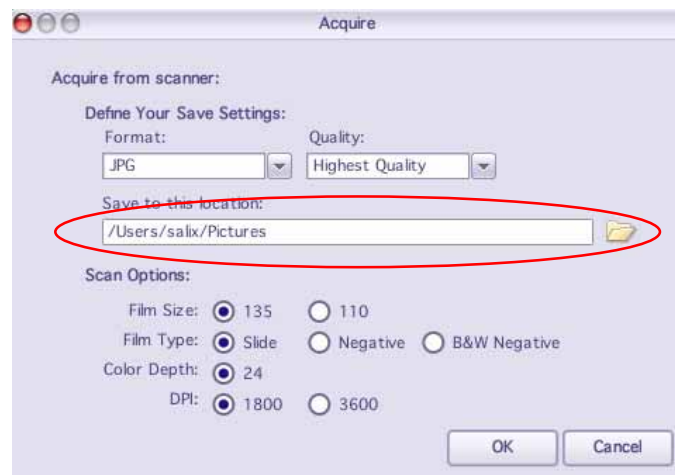 Acquire
Acquire from scanner:
Define Your Save Settings:
Format: Quality:
JPG Highest Quality
Save to this location:
/Users/salix/Pictures
Scan Options:
Film Size: 135 110
Film Type: Slide Negative B&W Negative
Color Depth: 24
DPI: 1800 3600
OK Cancel